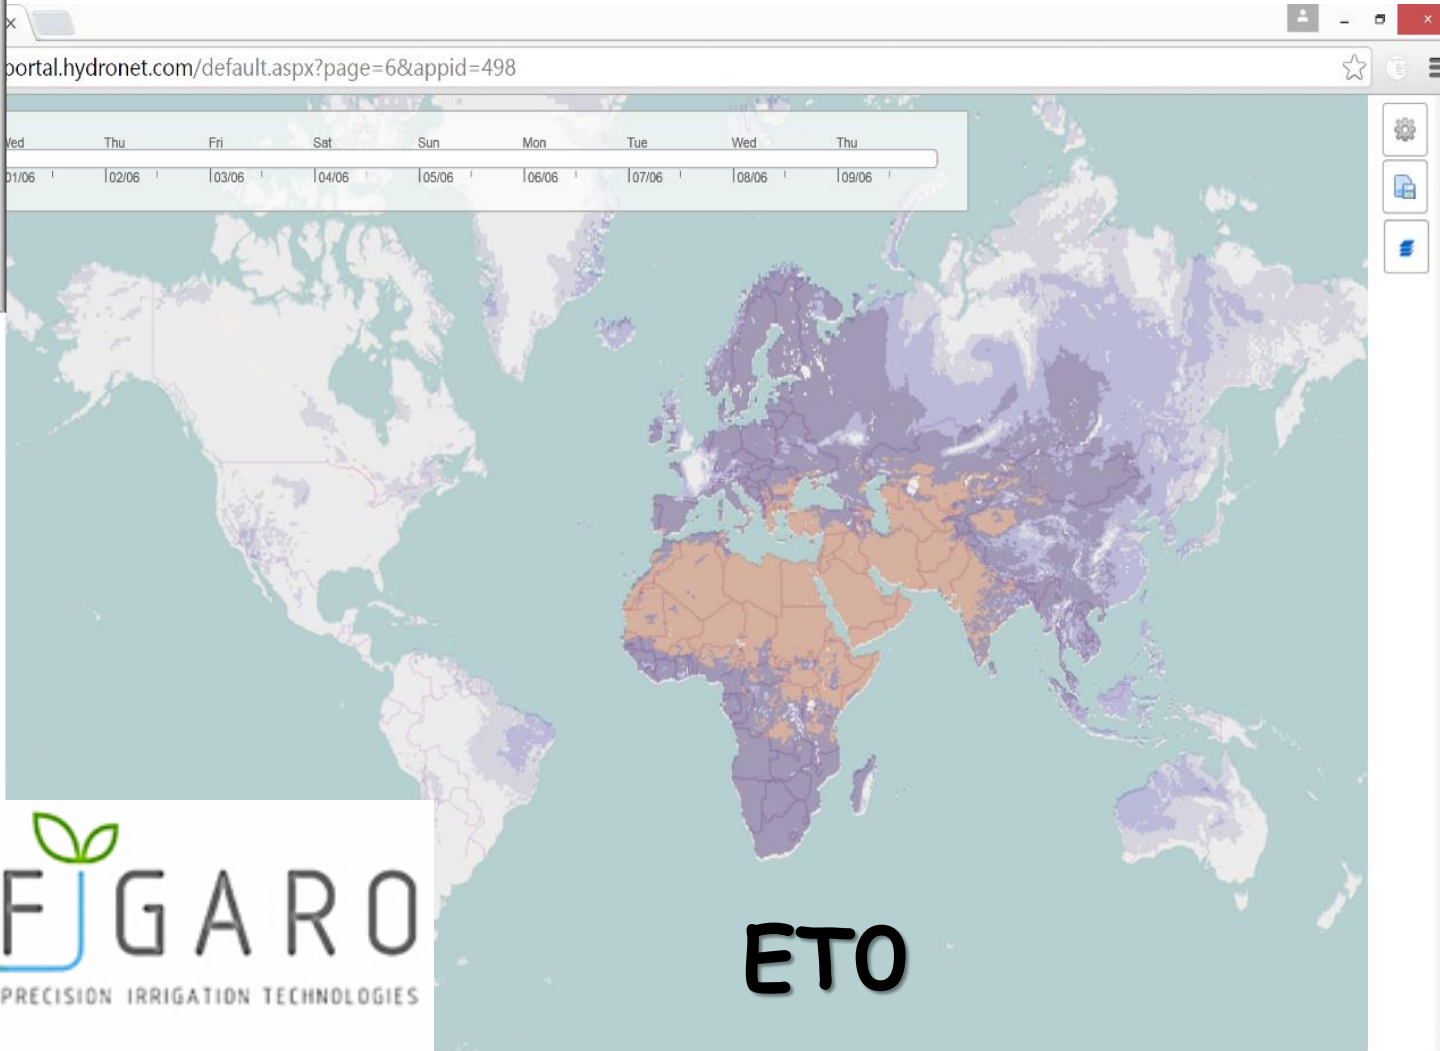 portal.hydronet.com/default.aspx?page=6&appid=498
Wed Thu Fri Sat Sun Mon Tue Wed Thu
01/06 02/06 03/06 04/06 05/06 06/06 07/06 08/06 09/06
FIGARO
PRECISION IRRIGATION TECHNOLOGIES
ETO